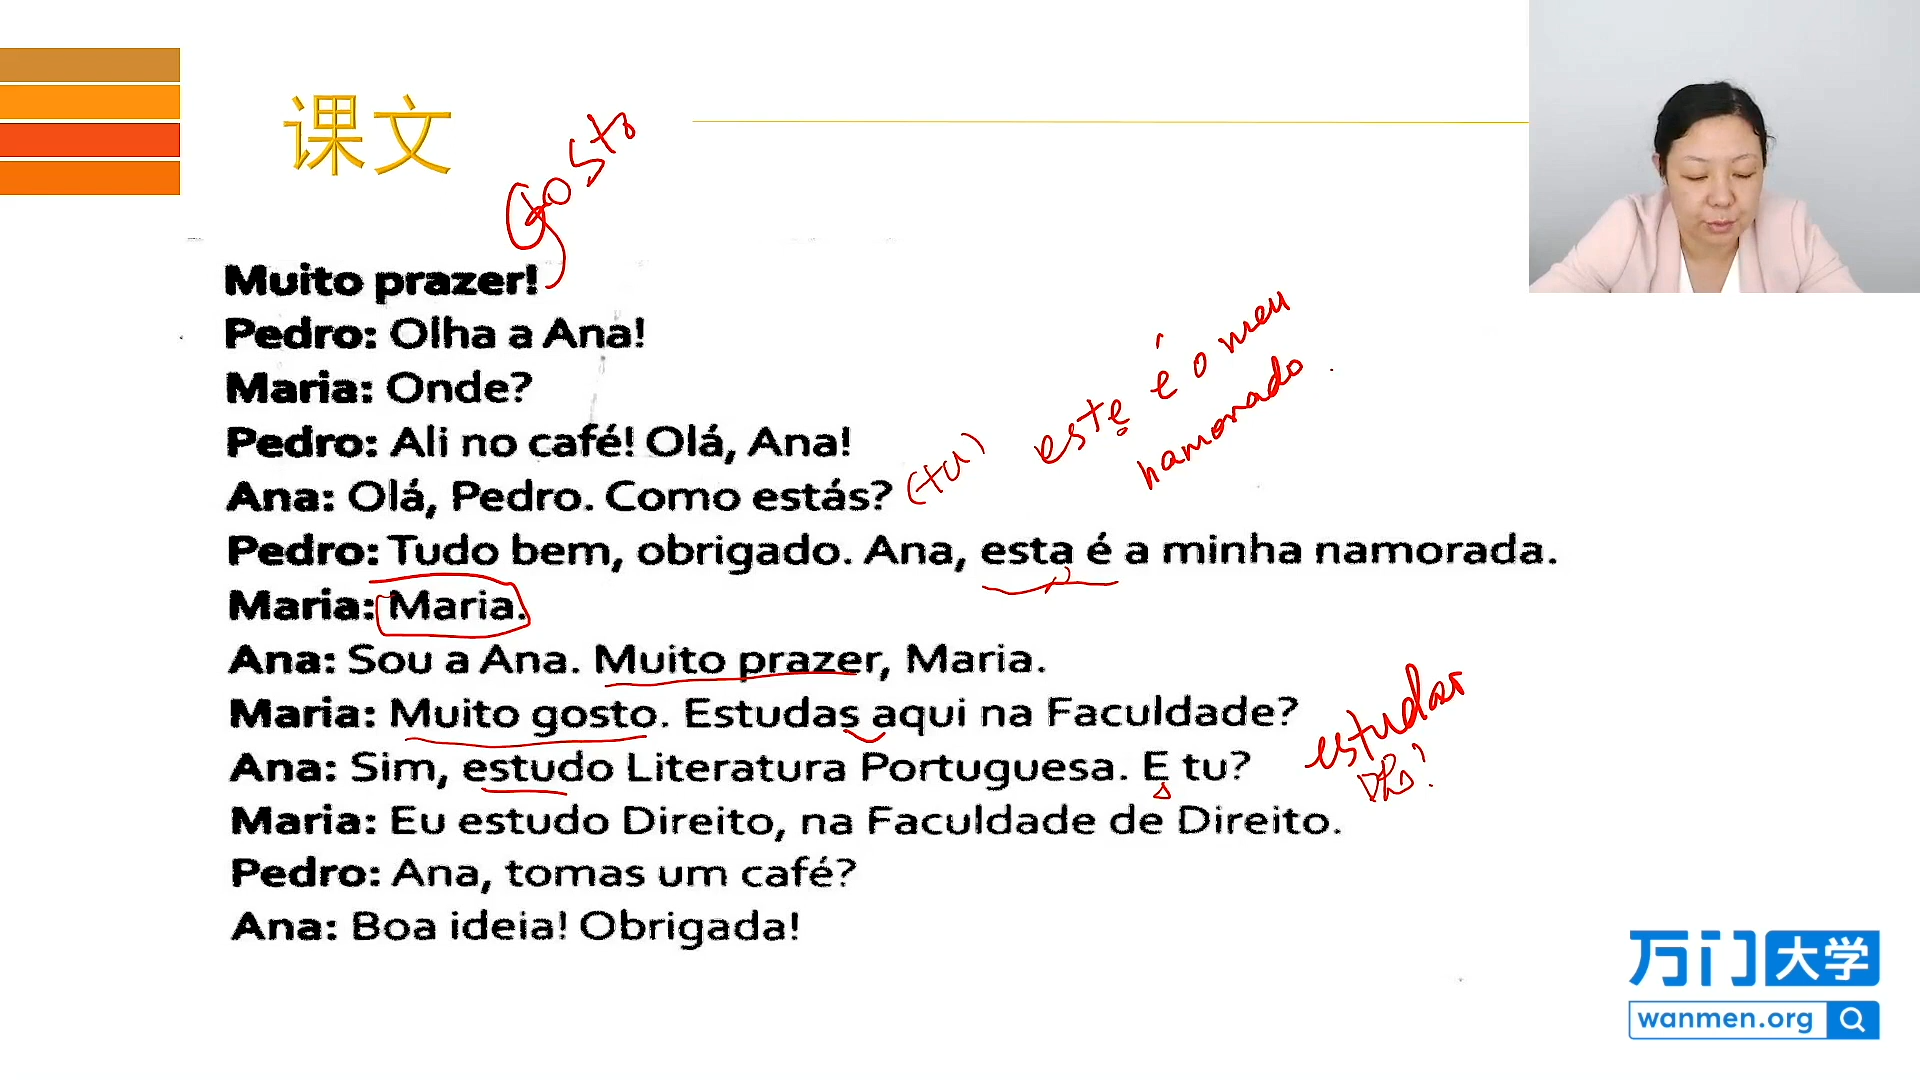 课文
Gosto
Muito prazer!
Pedro: Olha a Ana!
Maria: Onde?
Pedro: Ali no café! Olá, Ana!
Ana: Olá, Pedro. Como estás? (tu)
este é o meu
namorado.
Pedro: Tudo bem, obrigado. Ana, esta é a minha namorada.
Maria: Maria.
Ana: Sou a Ana. Muito prazer, Maria.
Maria: Muito gosto. Estudas aqui na Faculdade?
estudar
Ana: Sim, estudo Literatura Portuguesa. E tu?
Maria: Eu estudo Direito, na Faculdade de Direito.
Pedro: Ana, tomas um café?
Ana: Boa ideia! Obrigada!
万门大学
wanmen.org